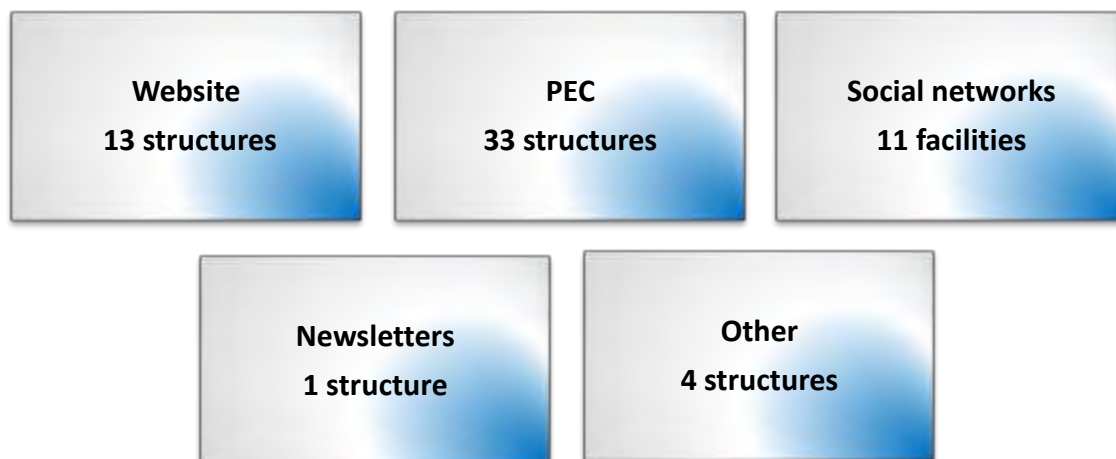 Website
13 structures
PEC
33 structures
Social networks
11 facilities
Newsletters
1 structure
Other
4 structures